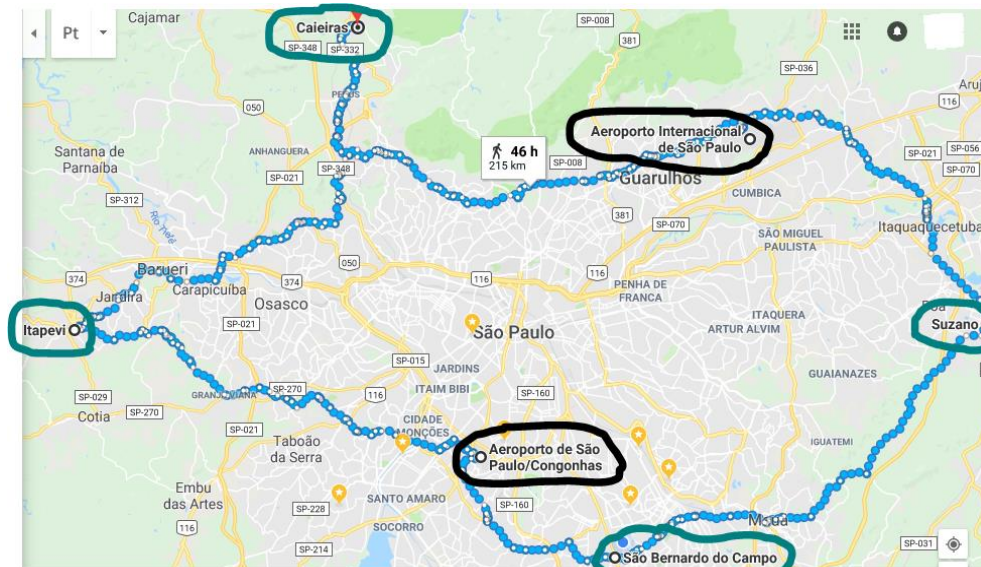 Cajamar
SP-008
Pt
Caieiras
SP-348
SP-332
381
SP-036
Aruj
116
050
ANHANGUERA
Aeroporto Internacional
de São Paulo
46 h
215 km
SP-008
Santana de
Parnaíba
SP-021
SP-348
Guarulhos
CUMBICA
SP-021
SP-056
SP-070
SP-312
Rio Tietê
381
SP-070
SÃO MIGUEL
PAULISTA
Itaquaquecetuba
050
374
Barueri
Jandira
Carapicuíba
374
116
116
PENHA DE
FRANCA
Osasco
ITAQUERA
Itapevi
SP-021
São Paulo
ARTUR ALVIM
Suzano
SP-015
JARDINS
ITAIM BIBI
GUAIANAZES
SP-029
SP-270
GRANJA VIANA
SP-270
116
SP-160
Cotia
SP-021
Taboão
da Serra
CIDADE
MONÇÕES
Aeroporto de São
Paulo/Congonhas
IGUATEMI
Embu
das Artes
SANTO AMARO
SP-160
SP-228
Mauá
116
SOCORRO
SP-214
São Bernardo do Campo
SP-031